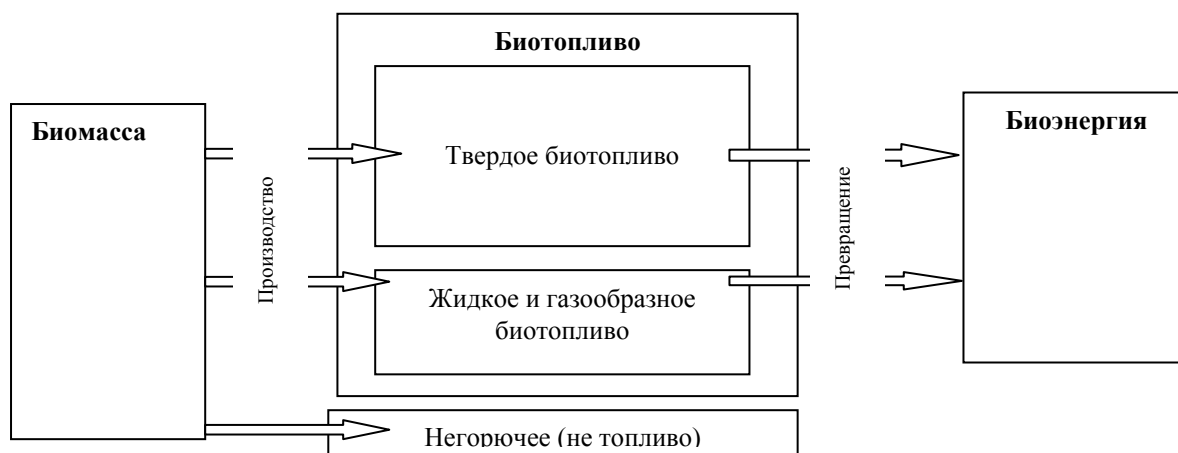 Биотопливо
Биомасса
Производство
Твердое биотопливо
Жидкое и газообразное
биотопливо
Негорючее (не топливо)
Превращение
Биоэнергия